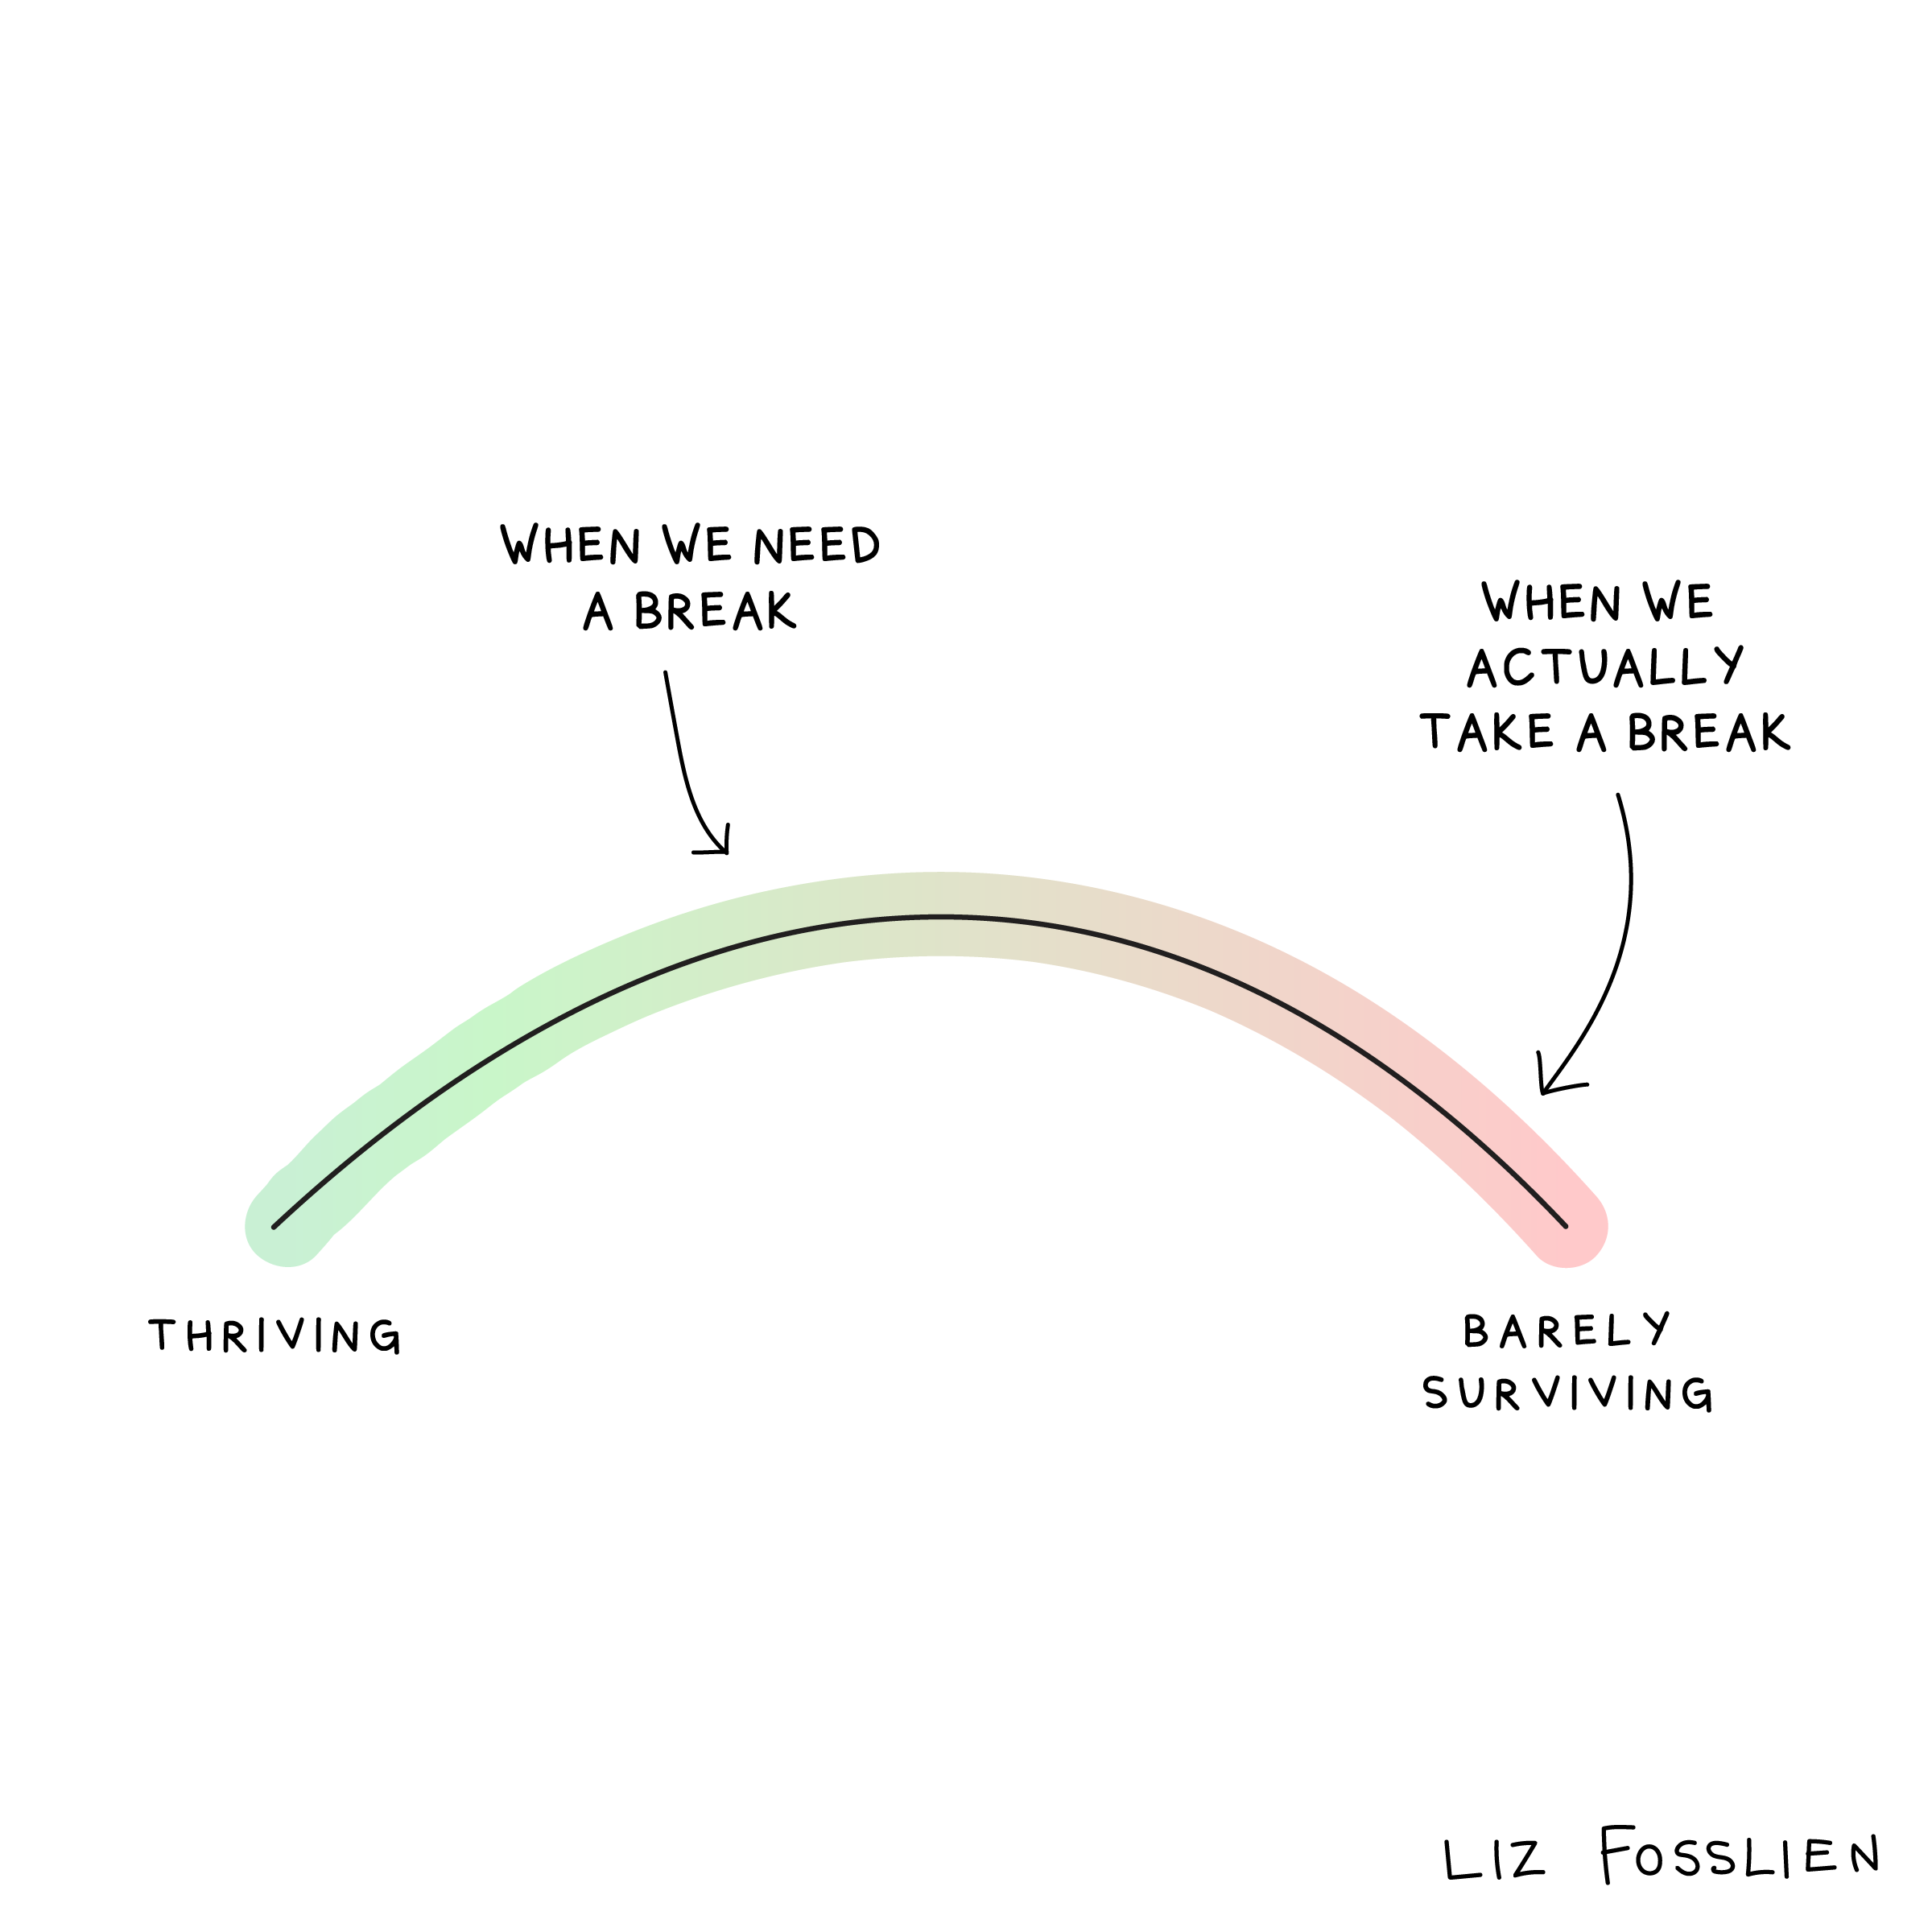 WHEN WE NEED
A BREAK
WHEN WE
ACTUALLY
TAKE A BREAK
THRIVING
BARELY
SURVIVING
LIZ FOSSLIEN